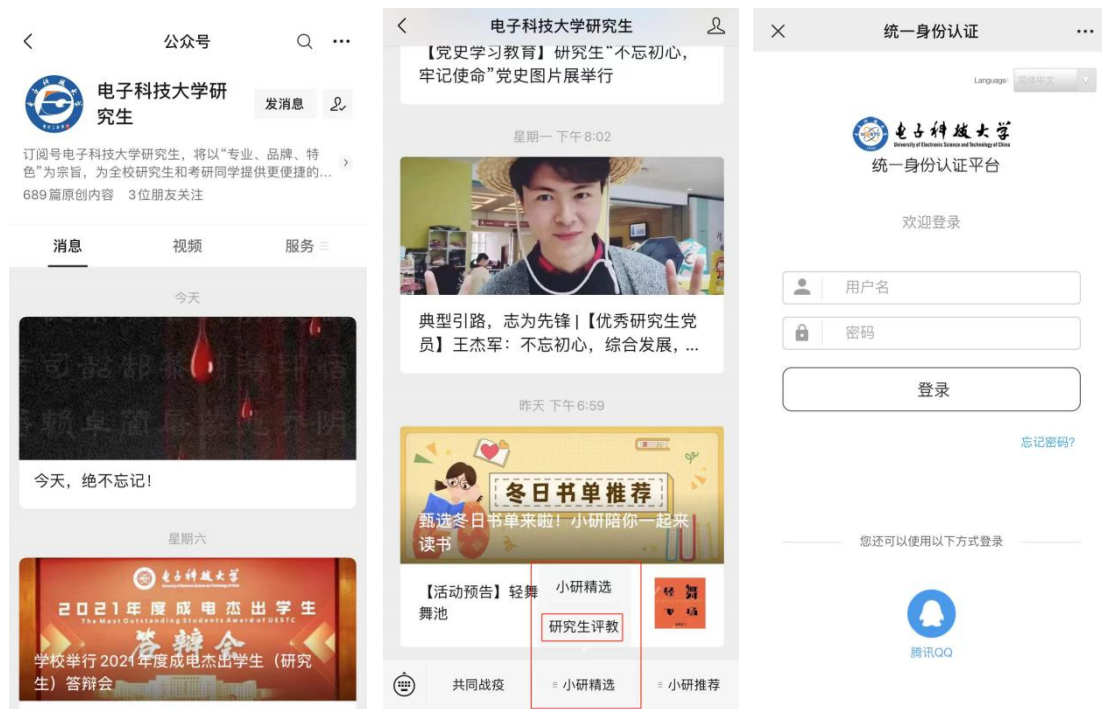 公众号
电子科技大学研
究生
发消息
订阅号电子科技大学研究生，将以“专业、品牌、特
色”为宗旨，为全校研究生和考研同学提供更便捷的...
689篇原创内容 3位朋友关注
消息 视频 服务
今天
今天，绝不忘记！
星期六
电子科技大学
2021年度成电杰出学生
The Most Outstanding Students Award of UESTC
答辩会
学校举行2021年度成电杰出学生（研究
生）答辩会
电子科技大学研究生
【党史学习教育】研究生“不忘初心，
牢记使命”党史图片展举行
星期一 下午8:02
典型引路，志为先锋|【优秀研究生党
员】王杰军：不忘初心，综合发展，...
昨天 下午6:59
冬日书单推荐
甄选冬日书单来啦！小研陪你一起来
读书
【活动预告】轻舞
舞池
小研精选
研究生评教
共同战疫 小研精选 小研推荐
统一身份认证
Language: 简体中文
电子科技大学
University of Electronic Science and Technology of China
统一身份认证平台
欢迎登录
用户名
密码
登录
忘记密码?
您还可以使用以下方式登录
腾讯QQ